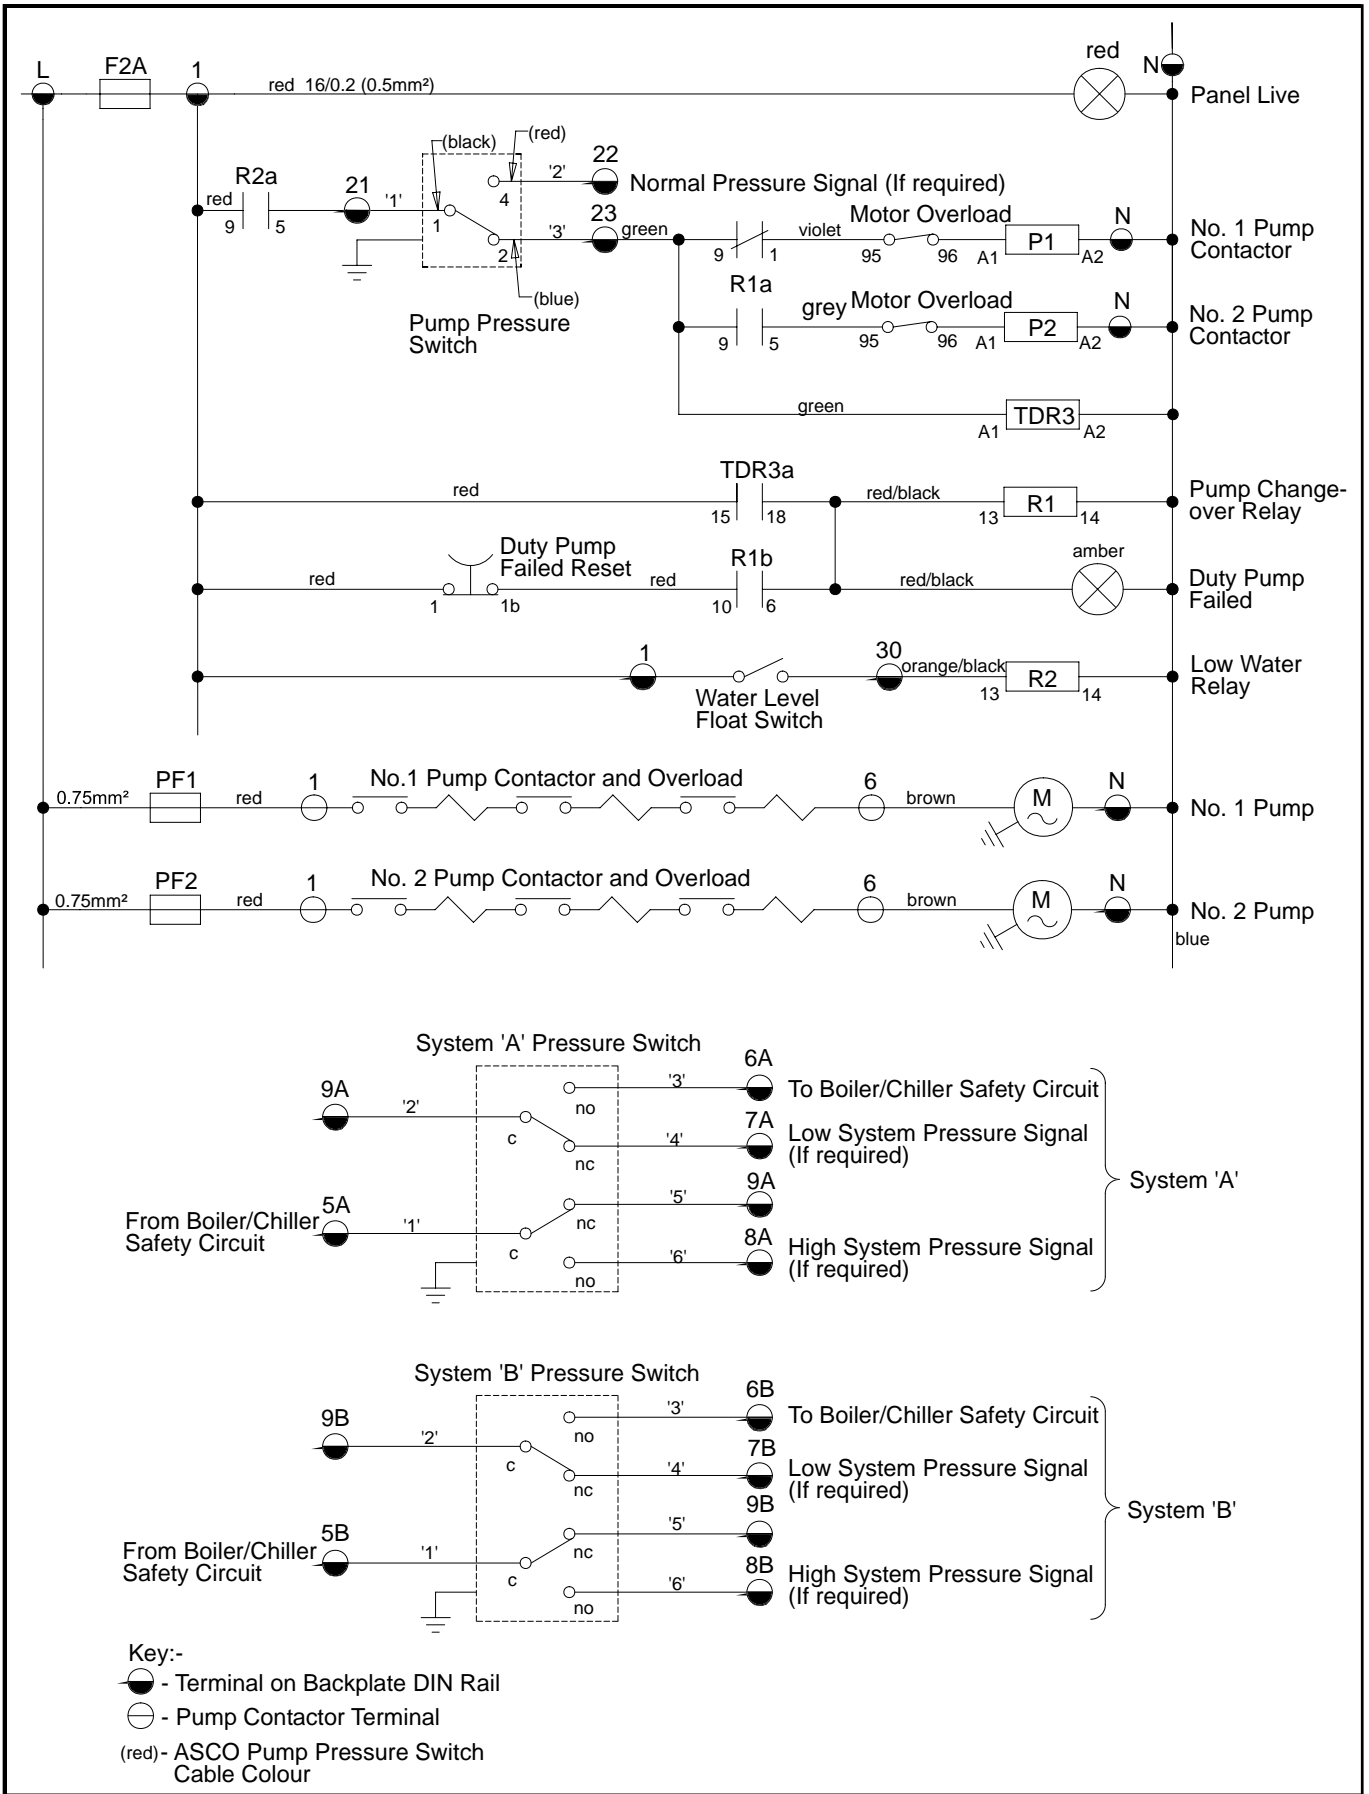 L
F2A
1
red 16/0.2 (0.5mm²)
red
N
Panel Live
(black)
(red)
R2a
red
9
5
21
'1'
1
4
'2'
22
Normal Pressure Signal (If required)
2
'3'
23
green
(blue)
Pump Pressure
Switch
9
1
R1a
violet
Motor Overload
95
96
A1
P1
A2
N
No. 1 Pump
Contactor
9
5
grey
Motor Overload
95
96
A1
P2
A2
N
No. 2 Pump
Contactor
green
A1
TDR3
A2
red
TDR3a
15
18
red/black
13
R1
14
Pump Change-
over Relay
red
Duty Pump
Failed Reset
1
1b
red
R1b
10
6
red/black
amber
Duty Pump
Failed
1
Water Level
Float Switch
30
orange/black
13
R2
14
Low Water
Relay
0.75mm²
PF1
red
1
No.1 Pump Contactor and Overload
6
brown
M
N
No. 1 Pump
0.75mm²
PF2
red
1
No. 2 Pump Contactor and Overload
6
brown
M
N
No. 2 Pump
blue
System 'A' Pressure Switch
9A
'2'
c
no
nc
'3'
6A
To Boiler/Chiller Safety Circuit
'4'
7A
Low System Pressure Signal
(If required)
From Boiler/Chiller
Safety Circuit
5A
'1'
c
nc
no
'5'
9A
'6'
8A
High System Pressure Signal
(If required)
System 'A'
System 'B' Pressure Switch
9B
'2'
c
no
nc
'3'
6B
To Boiler/Chiller Safety Circuit
'4'
7B
Low System Pressure Signal
(If required)
From Boiler/Chiller
Safety Circuit
5B
'1'
c
nc
no
'5'
9B
'6'
8B
High System Pressure Signal
(If required)
System 'B'
Key:-
- Terminal on Backplate DIN Rail
- Pump Contactor Terminal
(red)- ASCO Pump Pressure Switch
Cable Colour